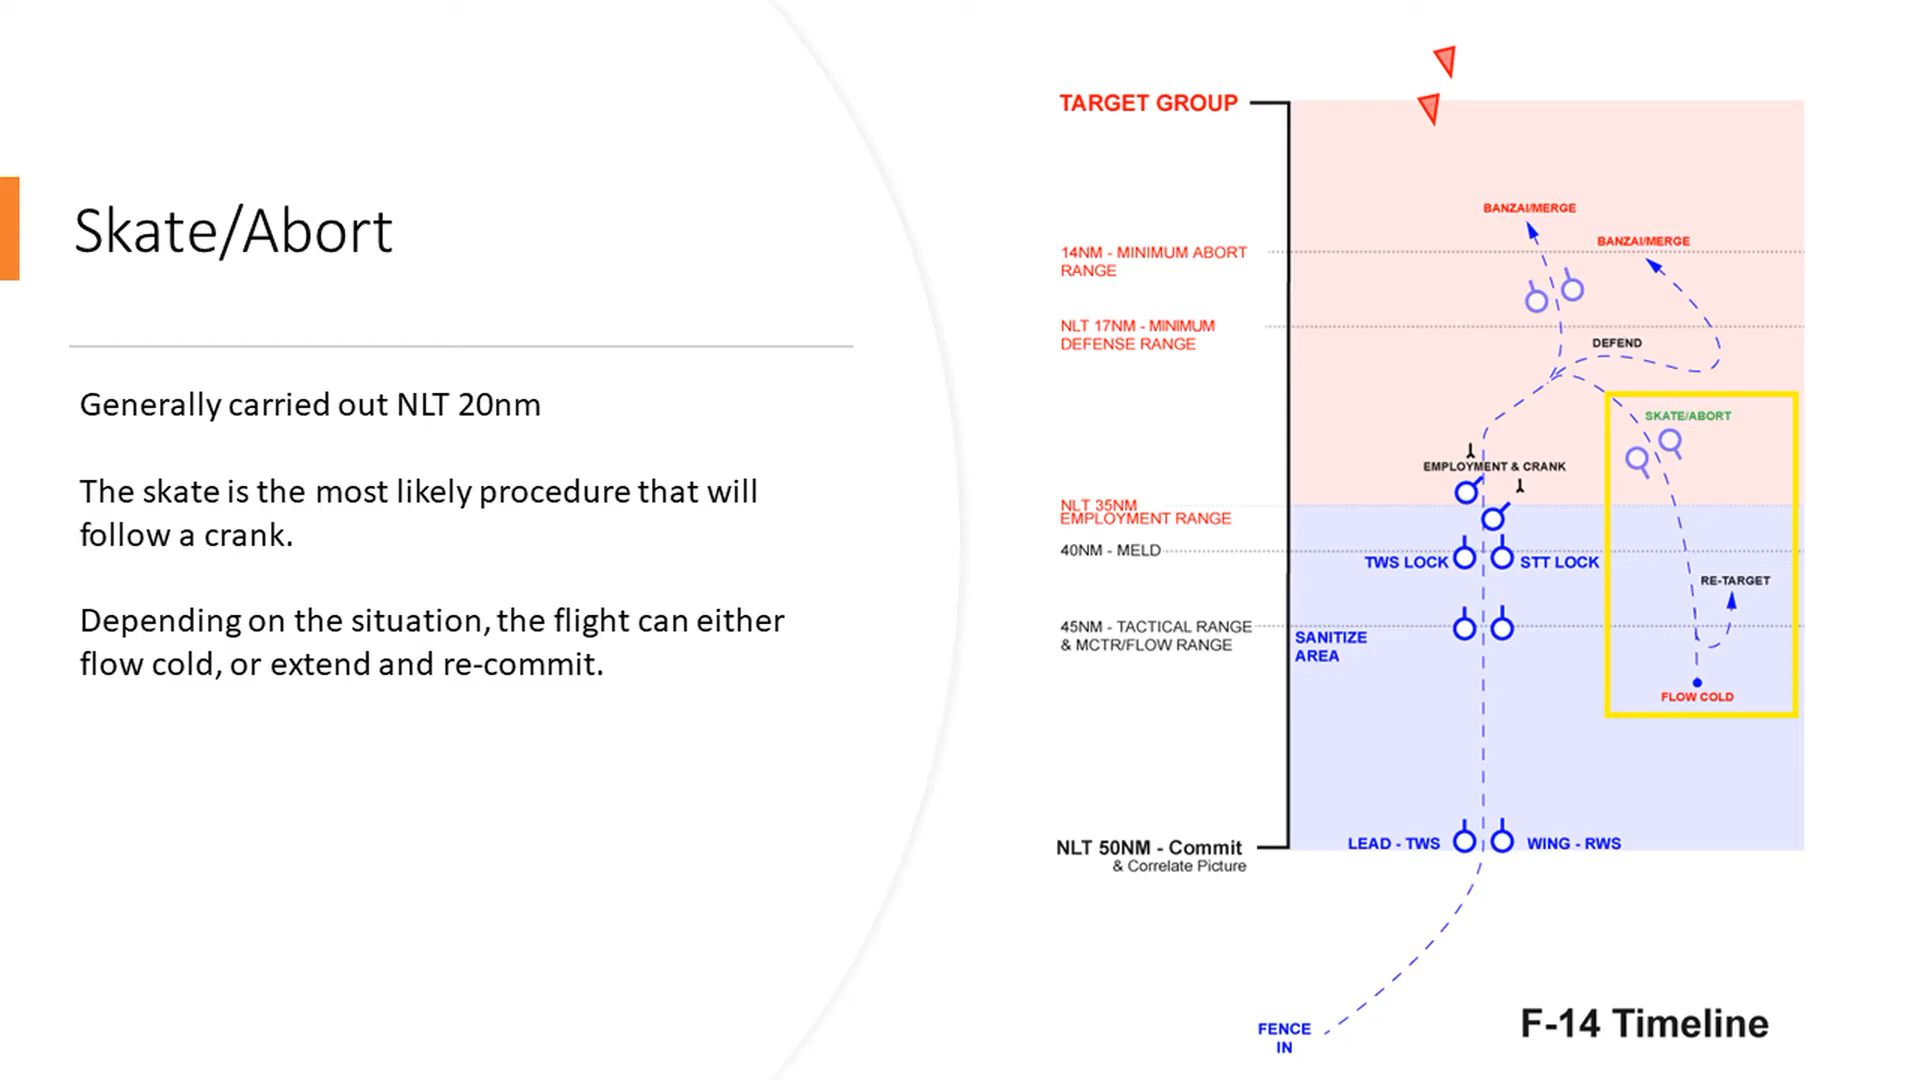 Skate/Abort
Generally carried out NLT 20nm
The skate is the most likely procedure that will
follow a crank.
Depending on the situation, the flight can either
flow cold, or extend and re-commit.
TARGET GROUP
BANZAI/MERGE
BANZAI/MERGE
14NM - MINIMUM ABORT
RANGE
NLT 17NM - MINIMUM
DEFENSE RANGE
DEFEND
SKATE/ABORT
EMPLOYMENT & CRANK
NLT 35NM
EMPLOYMENT RANGE
40NM - MELD
TWS LOCK
STT LOCK
RE-TARGET
45NM - TACTICAL RANGE
& MCTR/FLOW RANGE
SANITIZE
AREA
FLOW COLD
NLT 50NM - Commit
& Correlate Picture
LEAD - TWS
WING - RWS
FENCE
IN
F-14 Timeline